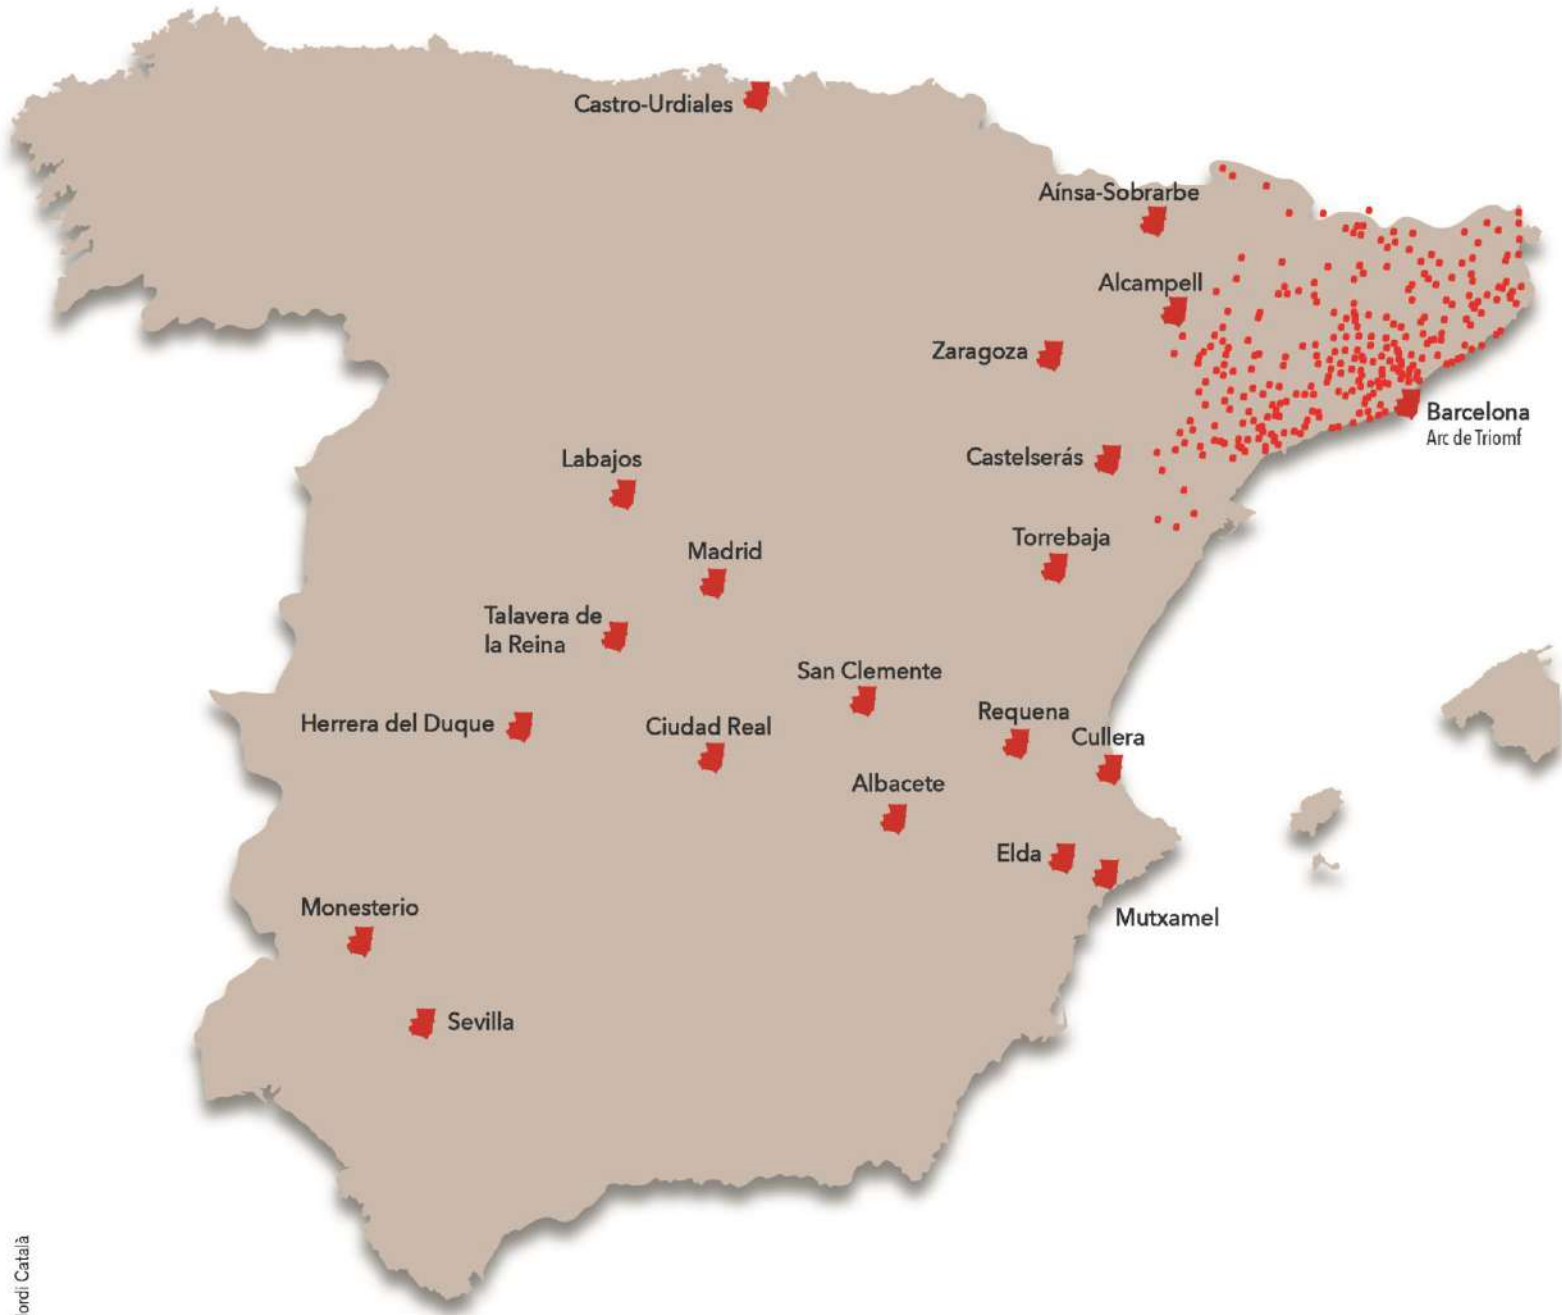 Castro-Urdiales
Aínsa-Sobrarbe
Alcampell
Zaragoza
Barcelona
Arc de Triomf
Castelserás
Labajos
Torrebaja
Madrid
Talavera de
la Reina
San Clemente
Requena
Herrera del Duque
Ciudad Real
Cullera
Albacete
Elda
Monesterio
Mutxamel
Sevilla
Català